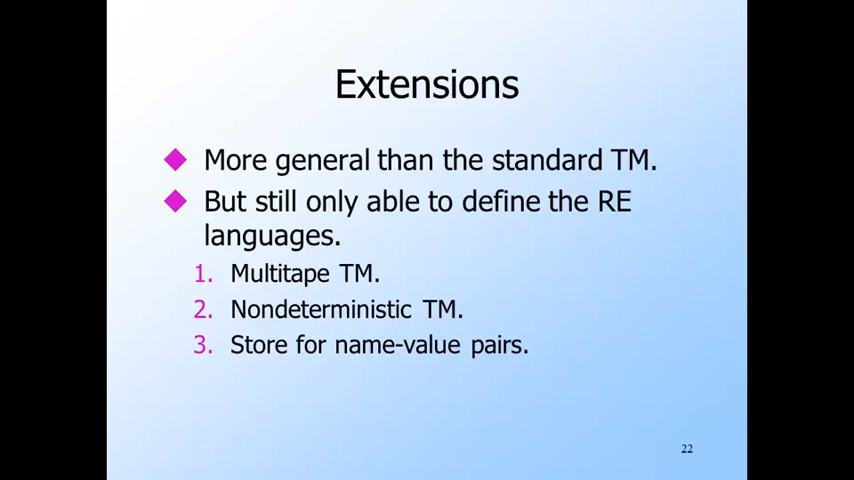 Extensions
More general than the standard TM.
But still only able to define the RE
languages.
1. Multitape TM.
2. Nondeterministic TM.
3. Store for name-value pairs.
22